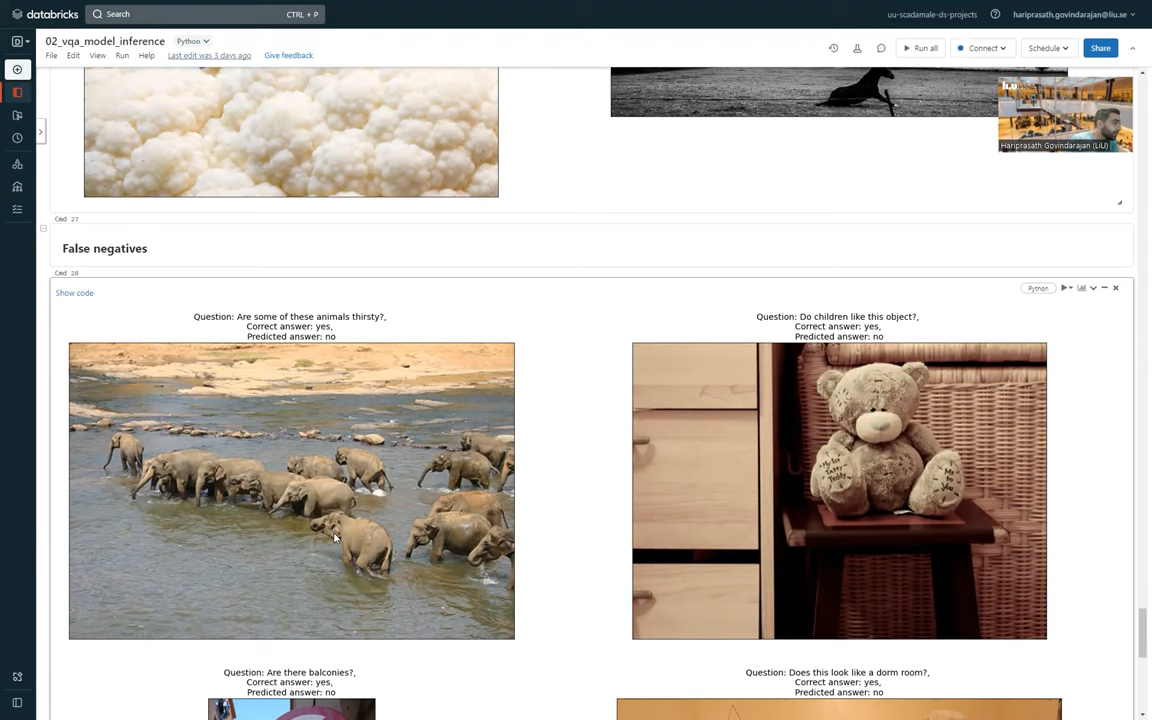 databricks
Search
CTRL + P
uu-scadamale-ds-projects
hariprasath.govindarajan@liu.se
02_vqa_model_inference
Python
File Edit View Run Help Last edit was 3 days ago Give feedback
Run all
Connect
Schedule
Share
Hariprasath Govindarajan (LiU)
Cmd 27
False negatives
Cmd 28
Show code
Python
Question: Are some of these animals thirsty?,
Correct answer: yes,
Predicted answer: no
Question: Do children like this object?,
Correct answer: yes,
Predicted answer: no
Me to you
Question: Are there balconies?,
Correct answer: yes,
Predicted answer: no
Question: Does this look like a dorm room?,
Correct answer: yes,
Predicted answer: no